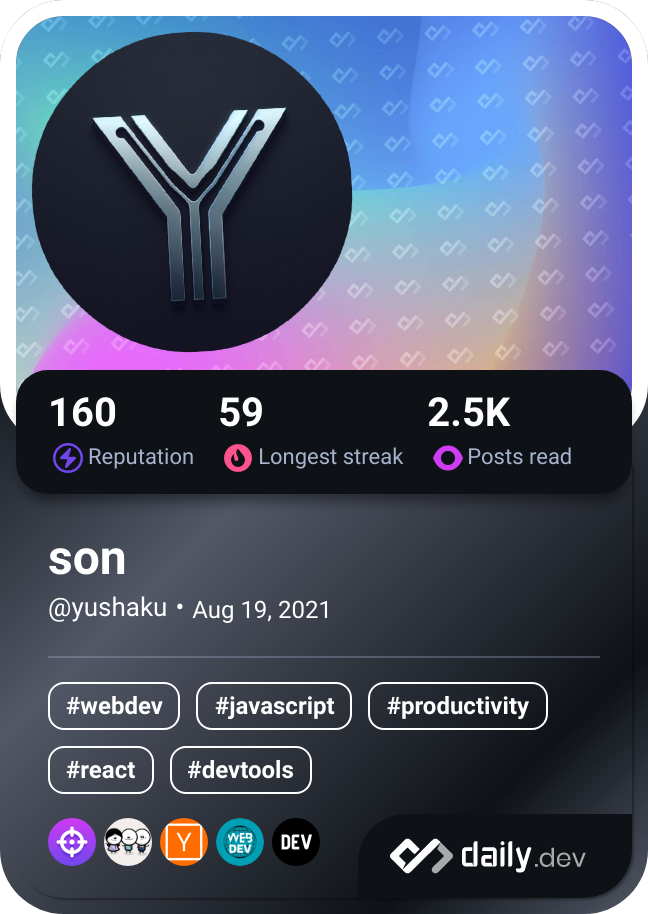 Y
160 59 2.5K
Reputation Longest streak Posts read
son
@yushaku • Aug 19, 2021
#webdev #javascript #productivity
#react #devtools
Y WEB DEV DEV
daily.dev